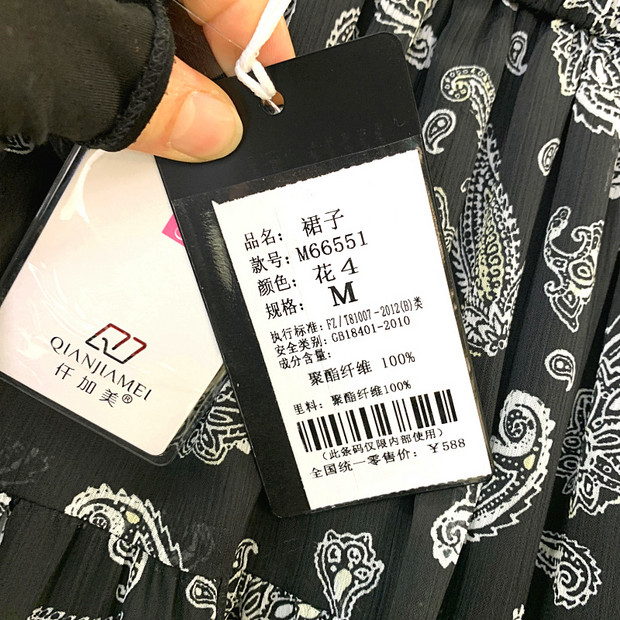 品名： 裙子
款号： M66551
颜色： 花4
规格： M
执行标准：FZ/T81007-2012(B)类
安全类别：GB18401-2010
成分含量：
聚酯纤维 100%
里料：聚酯纤维100%
（此条码仅限内部使用）
全国统一零售价：￥588
QIANJIAMEI
仟加美®